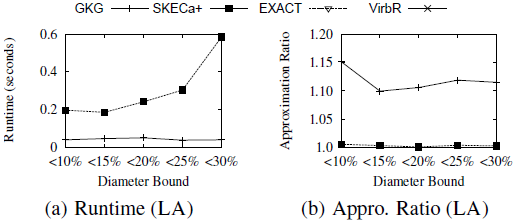 GKG SKECa+ EXACT VirbR
Runtime (seconds)
0.6
0.4
0.2
0
<10% <15% <20% <25% <30%
Diameter Bound
(a) Runtime (LA)
Approximation Ratio
1.20
1.15
1.10
1.05
1.0
<10% <15% <20% <25% <30%
Diameter Bound
(b) Appro. Ratio (LA)